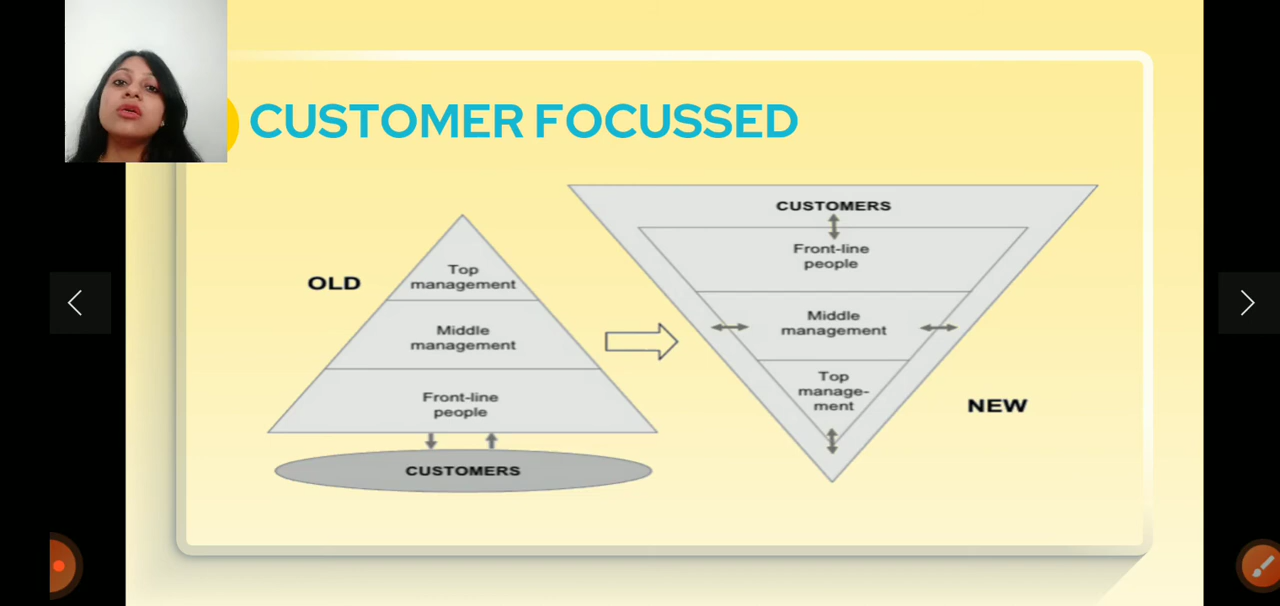 CUSTOMER FOCUSSED
OLD
Top
management
Middle
management
Front-line
people
CUSTOMERS
CUSTOMERS
Front-line
people
Middle
management
Top
manage-
ment
NEW